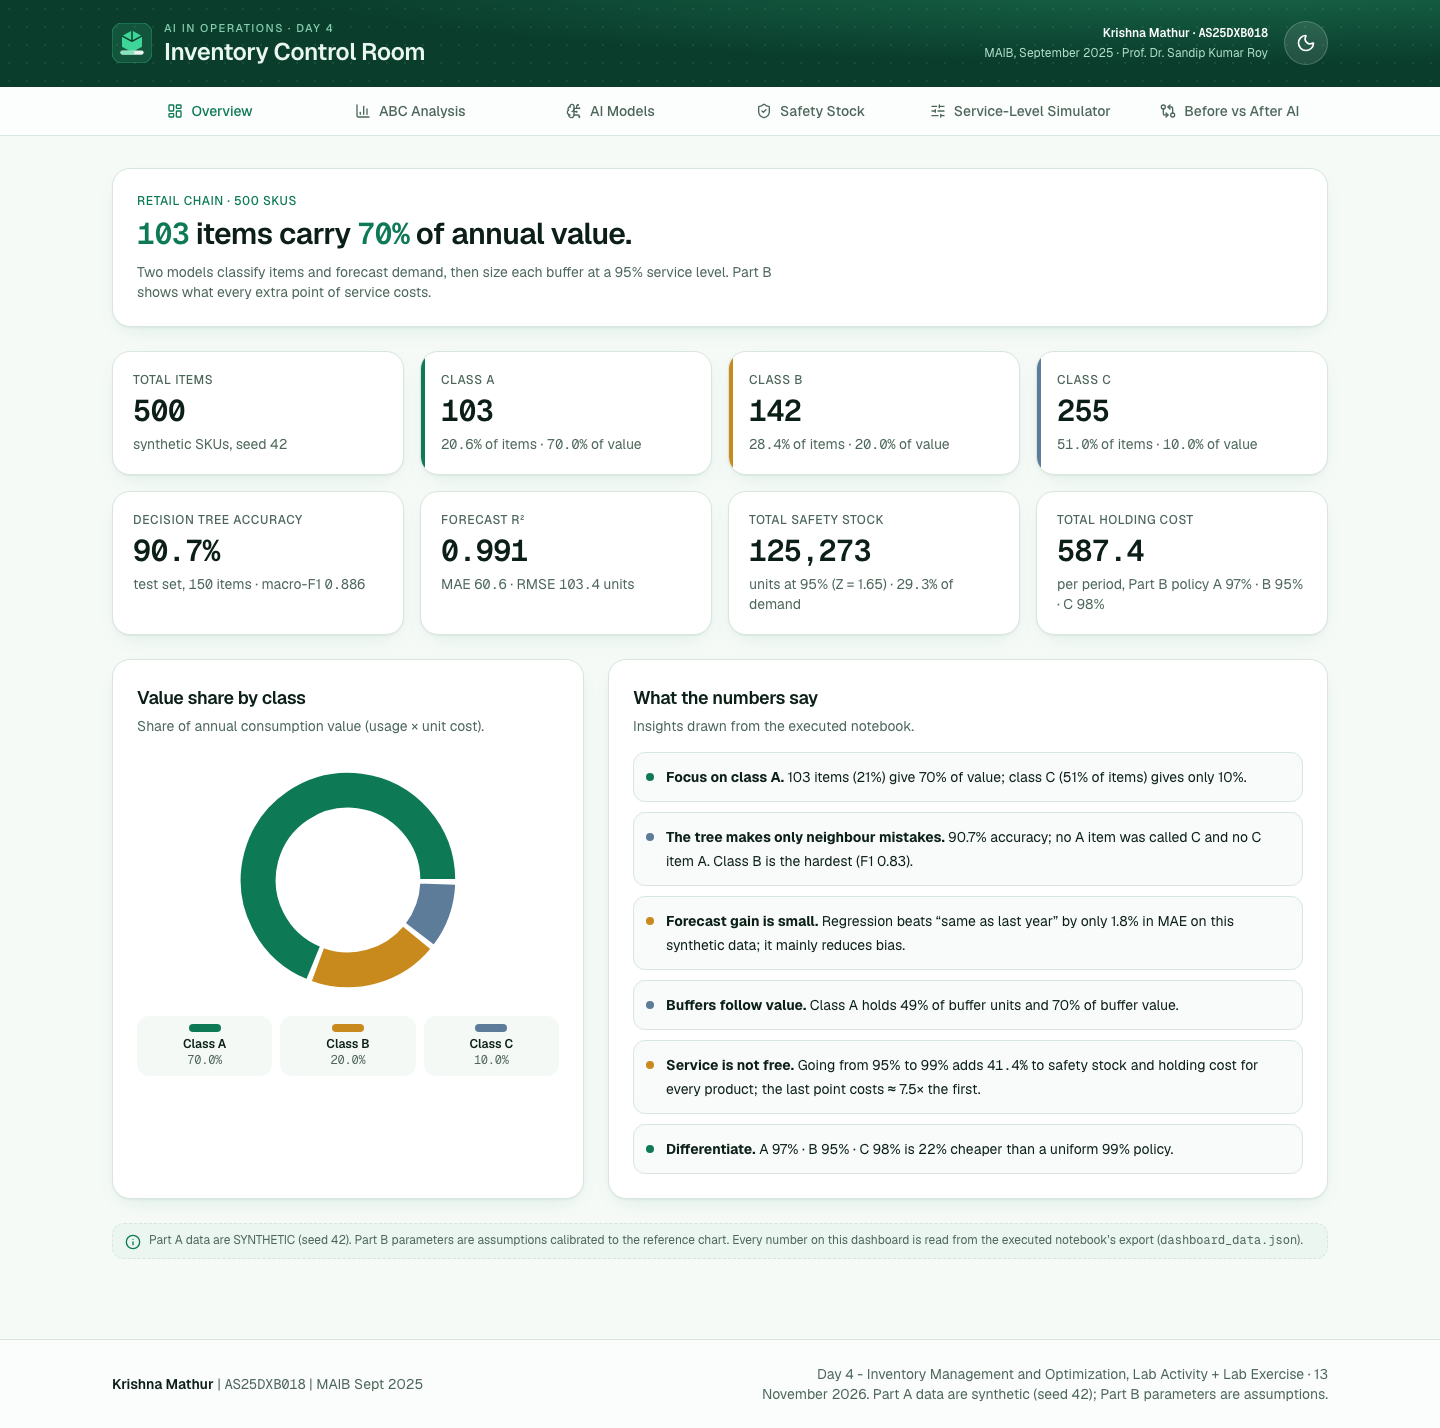 AI IN OPERATIONS · DAY 4
Inventory Control Room
Krishna Mathur · AS25DXB018
MAIB, September 2025 · Prof. Dr. Sandip Kumar Roy
Overview
ABC Analysis
AI Models
Safety Stock
Service-Level Simulator
Before vs After AI
RETAIL CHAIN · 500 SKUS
103 items carry 70% of annual value.
Two models classify items and forecast demand, then size each buffer at a 95% service level. Part B
shows what every extra point of service costs.
TOTAL ITEMS
500
synthetic SKUs, seed 42
CLASS A
103
20.6% of items · 70.0% of value
CLASS B
142
28.4% of items · 20.0% of value
CLASS C
255
51.0% of items · 10.0% of value
DECISION TREE ACCURACY
90.7%
test set, 150 items · macro-F1 0.886
FORECAST R²
0.991
MAE 60.6 · RMSE 103.4 units
TOTAL SAFETY STOCK
125,273
units at 95% (Z = 1.65) · 29.3% of
demand
TOTAL HOLDING COST
587.4
per period, Part B policy A 97% · B 95%
· C 98%
Value share by class
Share of annual consumption value (usage × unit cost).
Class A
70.0%
Class B
20.0%
Class C
10.0%
What the numbers say
Insights drawn from the executed notebook.
Focus on class A. 103 items (21%) give 70% of value; class C (51% of items) gives only 10%.
The tree makes only neighbour mistakes. 90.7% accuracy; no A item was called C and no C
item A. Class B is the hardest (F1 0.83).
Forecast gain is small. Regression beats “same as last year” by only 1.8% in MAE on this
synthetic data; it mainly reduces bias.
Buffers follow value. Class A holds 49% of buffer units and 70% of buffer value.
Service is not free. Going from 95% to 99% adds 41.4% to safety stock and holding cost for
every product; the last point costs ≈ 7.5× the first.
Differentiate. A 97% · B 95% · C 98% is 22% cheaper than a uniform 99% policy.
Part A data are SYNTHETIC (seed 42). Part B parameters are assumptions calibrated to the reference chart. Every number on this dashboard is read from the executed notebook's export (dashboard_data.json).
Krishna Mathur | AS25DXB018 | MAIB Sept 2025
Day 4 - Inventory Management and Optimization, Lab Activity + Lab Exercise · 13
November 2026. Part A data are synthetic (seed 42); Part B parameters are assumptions.